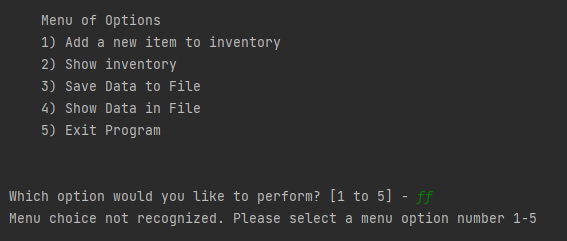 Menu of Options
1) Add a new item to inventory
2) Show inventory
3) Save Data to File
4) Show Data in File
5) Exit Program
Which option would you like to perform? [1 to 5] - ff
Menu choice not recognized. Please select a menu option number 1-5